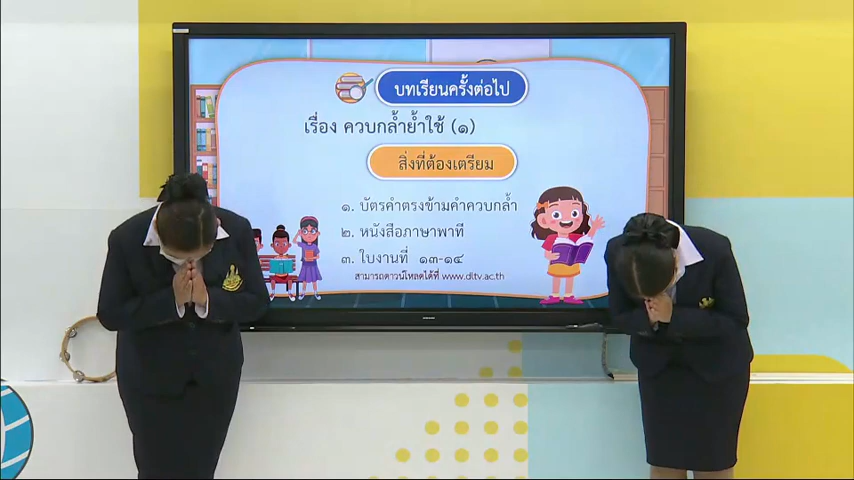 บทเรียนครั้งต่อไป
เรื่อง ควบกล้ำย้ำใช้ (๑)
สิ่งที่ต้องเตรียม
๑. บัตรคำตรงข้ามคำควบกล้ำ
๒. หนังสือภาษาพาที
๓. ใบงานที่ ๑๓-๑๔
สามารถดาวน์โหลดได้ที่ www.dltv.ac.th